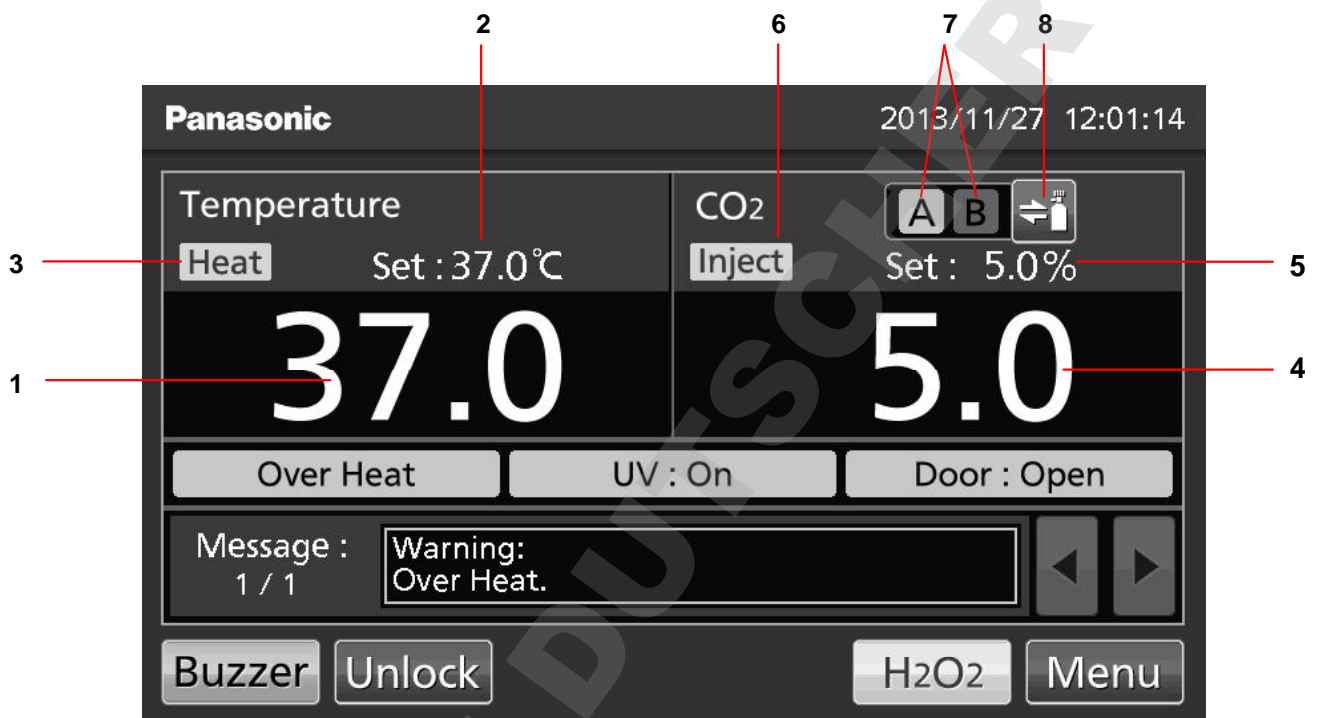 2 6 7 8
Panasonic 2013/11/27 12:01:14
Temperature CO2 A B
3 Heat Set : 37.0℃ Inject Set : 5.0% 5
1 37.0 5.0 4
Over Heat UV : On Door : Open
Message : Warning:
1 / 1 Over Heat.
Buzzer Unlock H2O2 Menu
DUTSCHER